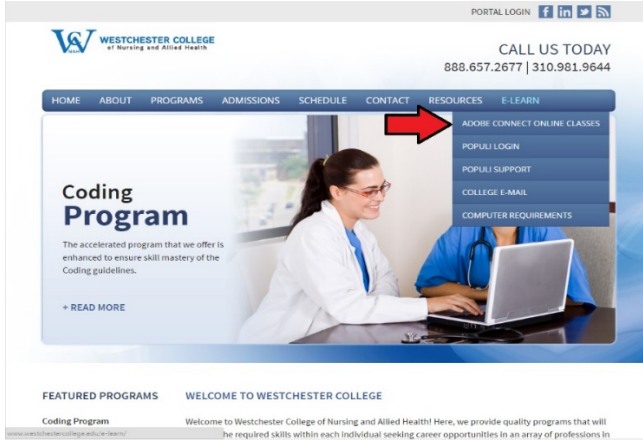 PORTAL LOGIN
WESTCHESTER COLLEGE
of Nursing and Allied Health
CALL US TODAY
888.657.2677 | 310.981.9644
HOME ABOUT PROGRAMS ADMISSIONS SCHEDULE CONTACT RESOURCES E-LEARN
ADOBE CONNECT ONLINE CLASSES
POPULI LOGIN
POPULI SUPPORT
COLLEGE E-MAIL
COMPUTER REQUIREMENTS
Coding
Program
The accelerated program that we offer is
enhanced to ensure skill mastery of the
Coding guidelines.
+ READ MORE
FEATURED PROGRAMS
WELCOME TO WESTCHESTER COLLEGE
Coding Program
Welcome to Westchester College of Nursing and Allied Health! Here, we provide quality programs that will
he required skills within each individual seeking career opportunities in an array of professions in
www.westchestercollege.edu/e-learn/